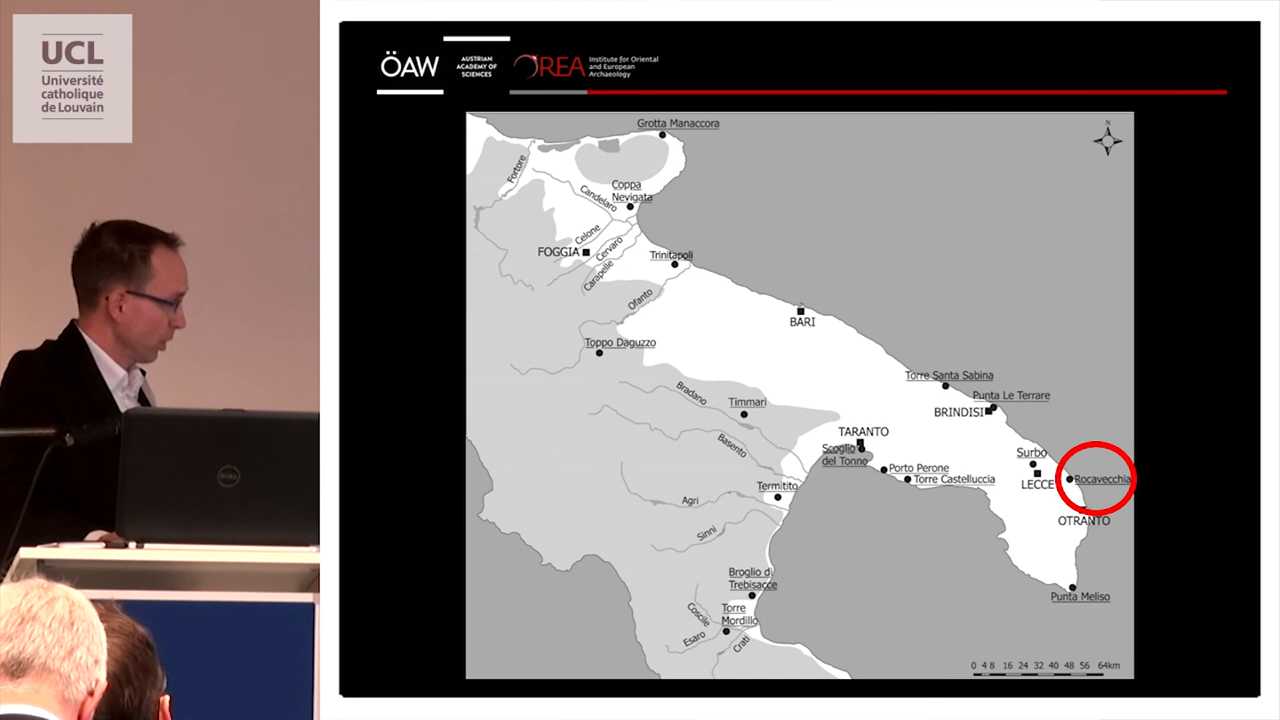 UCL
Université
catholique
de Louvain
ÖAW
AUSTRIAN
ACADEMY OF
SCIENCES
OREA
Institute for Oriental
and European
Archaeology
N
Grotta Manaccora
Fortore
Candelaro
Coppa
Nevigata
Celone
FOGGIA
Cervaro
Carapelle
Trinitapoli
Ofanto
BARI
Toppo Daguzzo
Torre Santa Sabina
Bradano
Punta Le Terrare
Timmari
BRINDISI
TARANTO
Basento
Scoglio
del Tonno
Surbo
Porto Perone
Torre Castelluccia
LECCE
Rocavecchia
Termitito
Agri
OTRANTO
Sinni
Broglio di
Trebisacce
Punta Meliso
Coscile
Torre
Mordillo
Esaro
Crati
0 4 8 16 24 32 40 48 56 64km
DELL